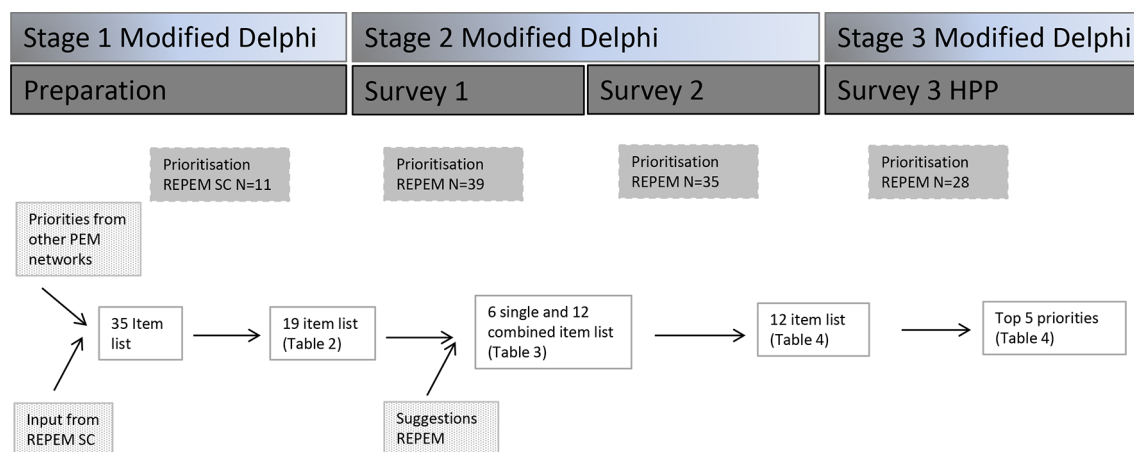 Stage 1 Modified Delphi
Stage 2 Modified Delphi
Stage 3 Modified Delphi
Preparation
Survey 1
Survey 2
Survey 3 HPP
Prioritisation
REPEM SC N=11
Prioritisation
REPEM N=39
Prioritisation
REPEM N=35
Prioritisation
REPEM N=28
Priorities from
other PEM
networks
35 Item
list
19 item list
(Table 2)
6 single and 12
combined item list
(Table 3)
12 item list
(Table 4)
Top 5 priorities
(Table 4)
Input from
REPEM SC
Suggestions
REPEM